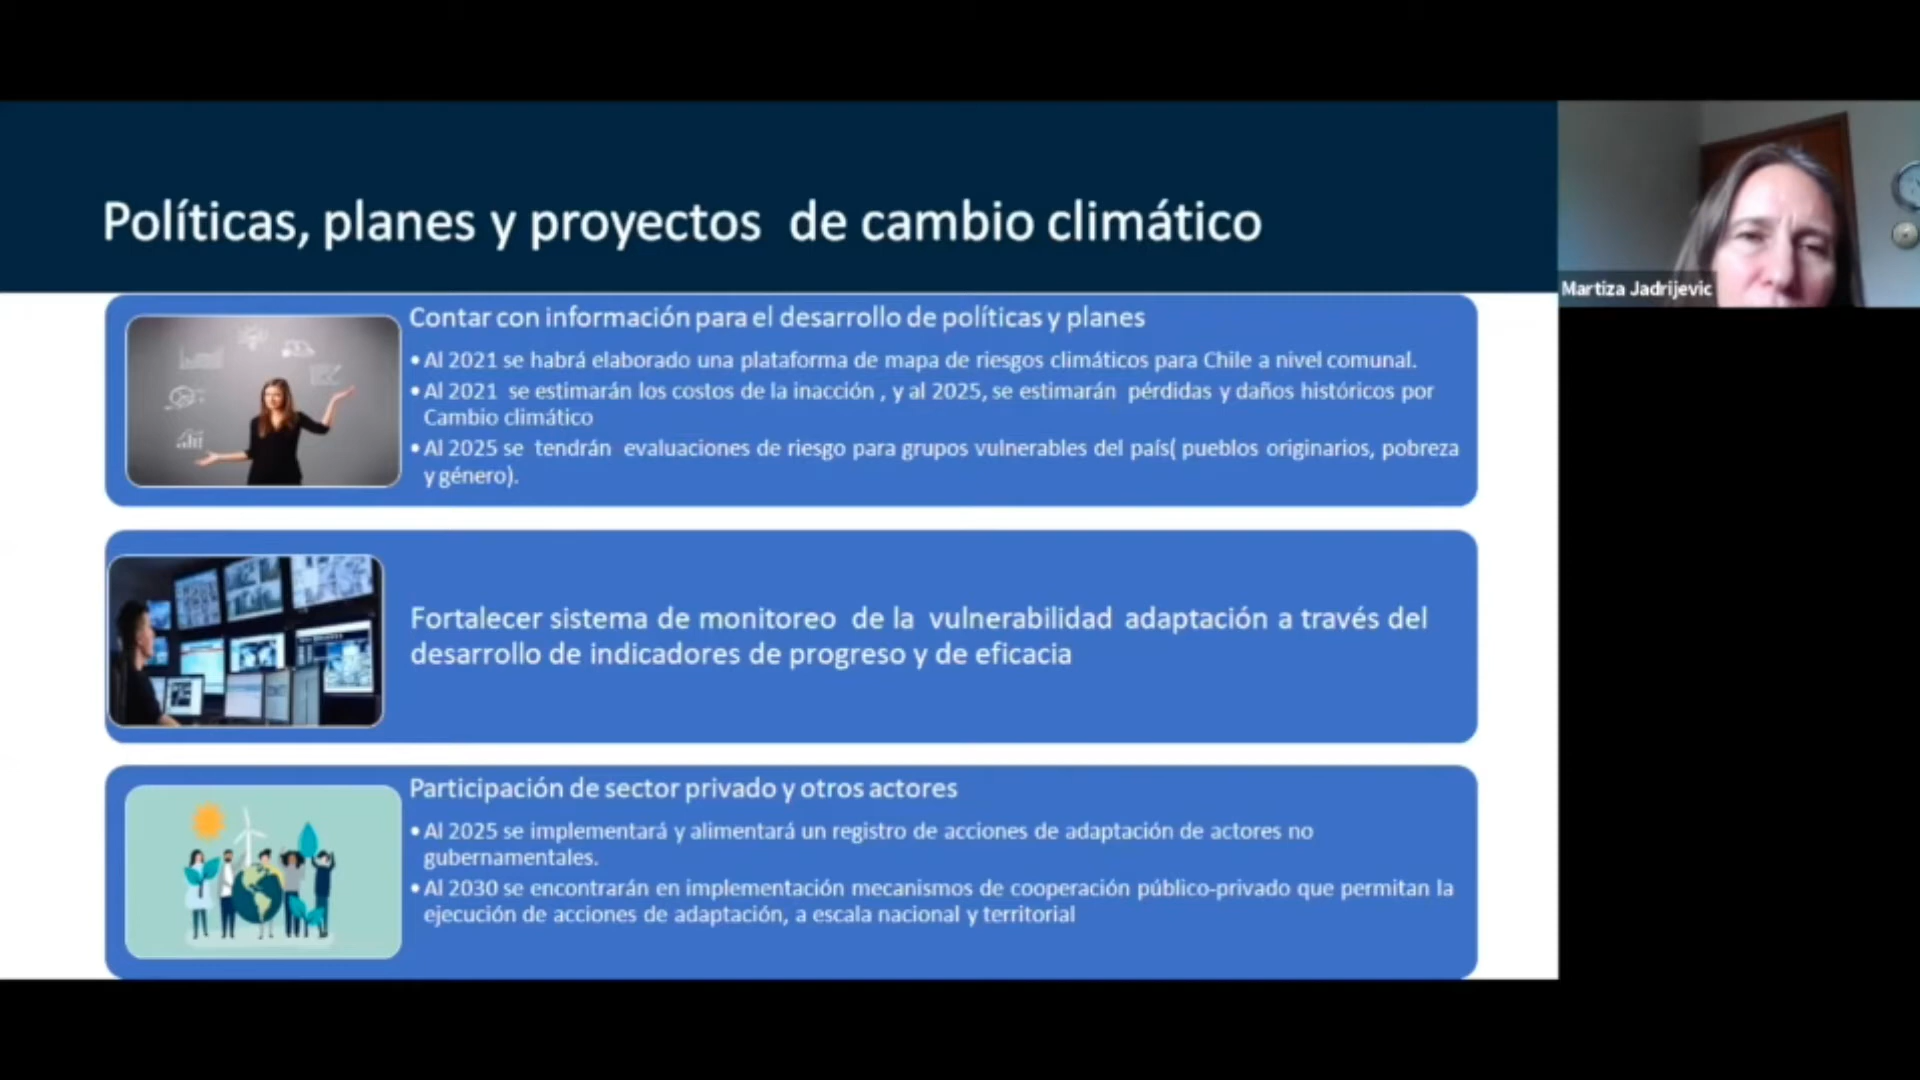 Políticas, planes y proyectos de cambio climático
Martiza Jadrijevic
Contar con información para el desarrollo de políticas y planes
• Al 2021 se habrá elaborado una plataforma de mapa de riesgos climáticos para Chile a nivel comunal.
• Al 2021 se estimarán los costos de la inacción , y al 2025, se estimarán pérdidas y daños históricos por
Cambio climático
• Al 2025 se tendrán evaluaciones de riesgo para grupos vulnerables del país( pueblos originarios, pobreza
y género).
Fortalecer sistema de monitoreo de la vulnerabilidad adaptación a través del
desarrollo de indicadores de progreso y de eficacia
Participación de sector privado y otros actores
• Al 2025 se implementará y alimentará un registro de acciones de adaptación de actores no
gubernamentales.
• Al 2030 se encontrarán en implementación mecanismos de cooperación público-privado que permitan la
ejecución de acciones de adaptación, a escala nacional y territorial